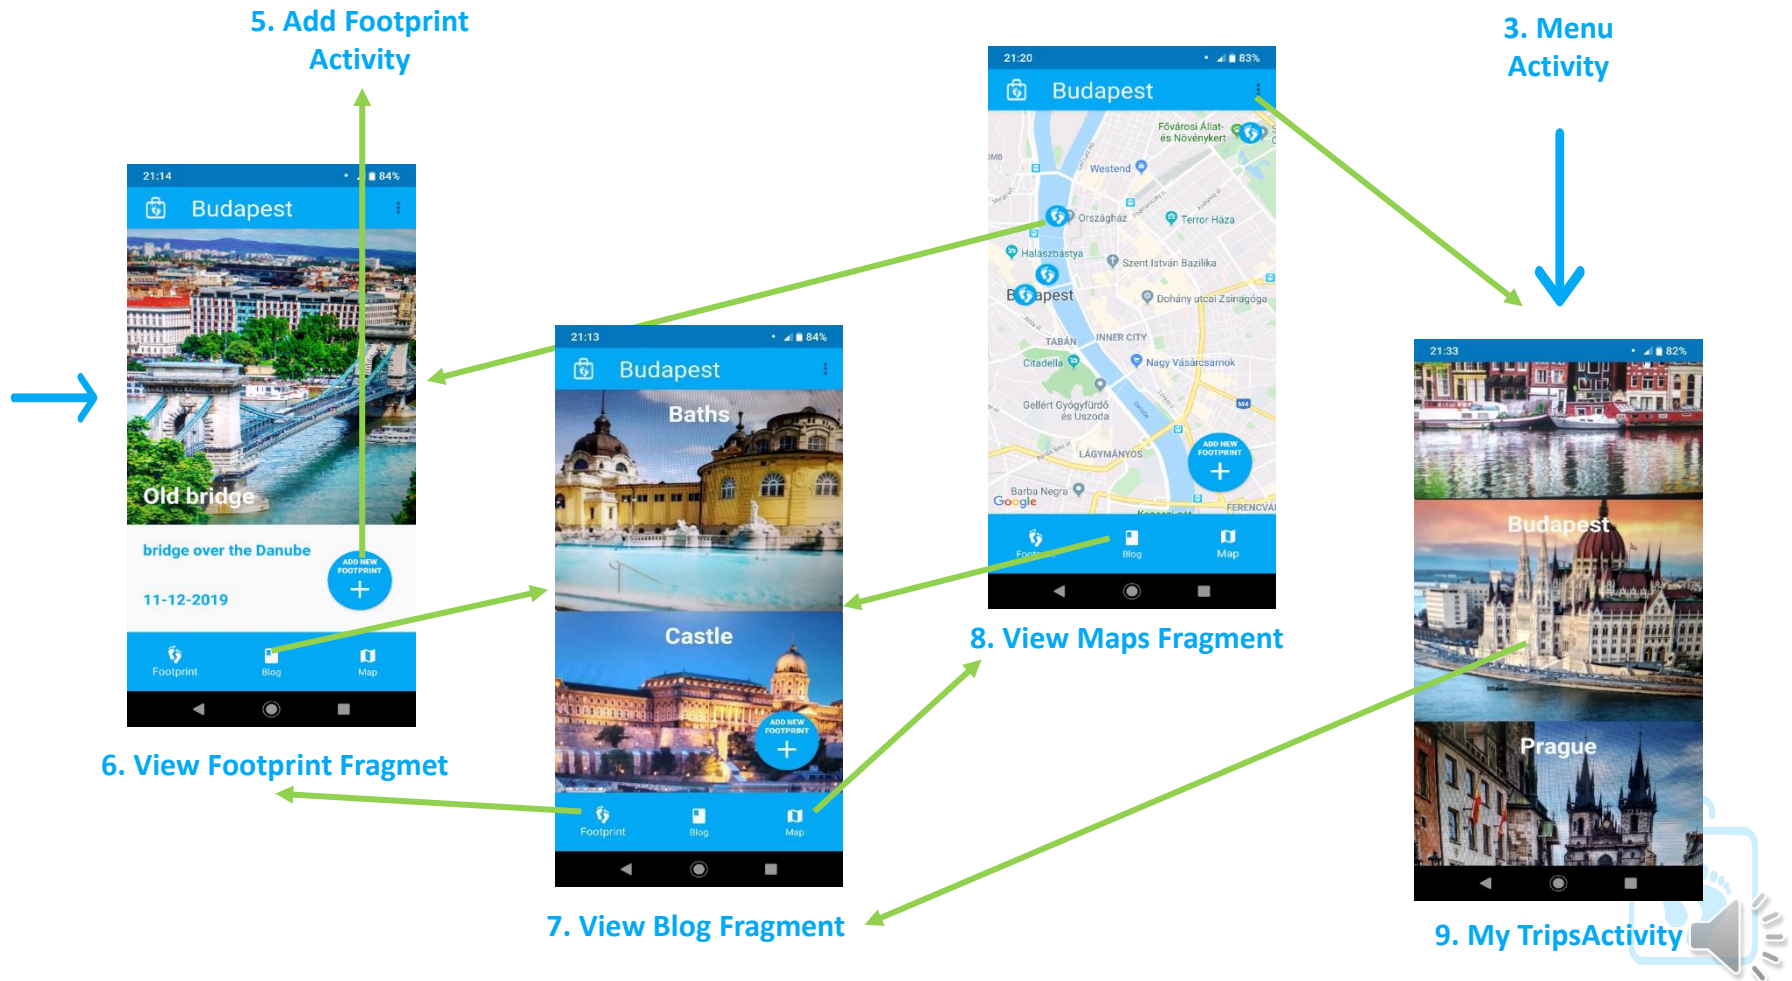 5. Add Footprint
Activity
3. Menu
Activity
21:14
84%
Budapest
Old bridge
bridge over the Danube
11-12-2019
ADD NEW
FOOTPRINT
Footprint
Blog
Map
6. View Footprint Fragmet
21:13
84%
Budapest
Baths
Castle
ADD NEW
FOOTPRINT
Footprint
Blog
Map
7. View Blog Fragment
21:20
83%
Budapest
Fővárosi Állat-
és Növénykert
Westend
Országház
Terror Háza
Halászbástya
Szent István Bazilika
Budapest
Dohány utcai Zsinagóga
TABÁN
INNER CITY
Citadella
Nagy Vásárcsarnok
Gellért Gyógyfürdő
és Uszoda
M4
LÁGYMÁNYOS
ADD NEW
FOOTPRINT
Barba Negra
Google
FERENCVÁ
Footprint
Blog
Map
8. View Maps Fragment
21:33
82%
Budapest
Prague
9. My TripsActivity